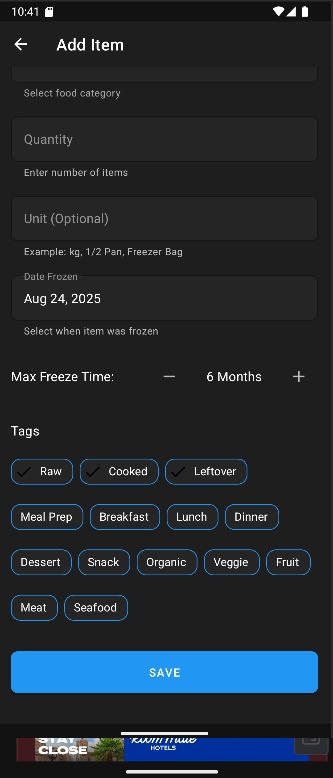 10:41
Add Item
Select food category
Quantity
Enter number of items
Unit (Optional)
Example: kg, 1/2 Pan, Freezer Bag
Date Frozen
Aug 24, 2025
Select when item was frozen
Max Freeze Time: 6 Months
Tags
Raw Cooked Leftover
Meal Prep Breakfast Lunch Dinner
Dessert Snack Organic Veggie Fruit
Meat Seafood
SAVE
STAY room mate
CLOSE HOTELS